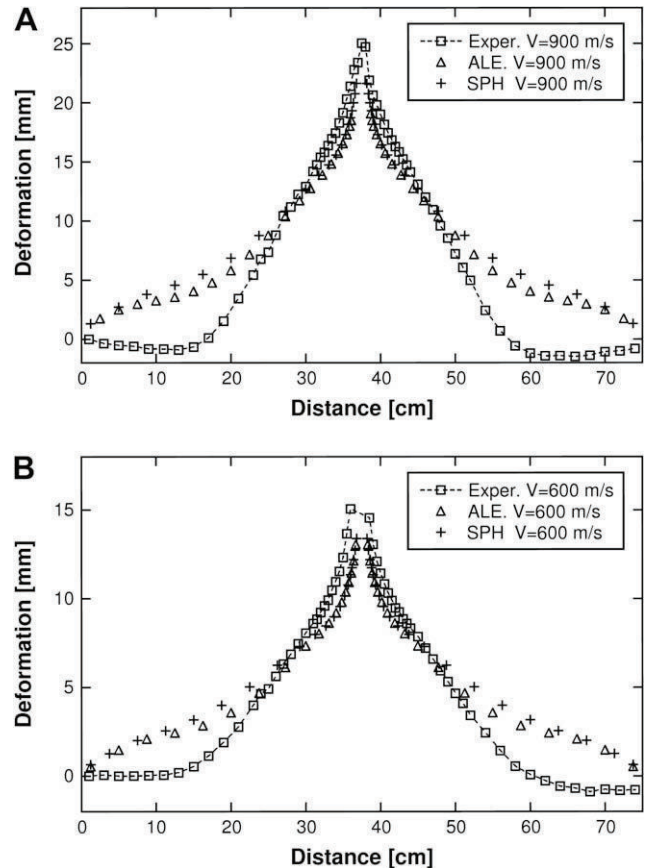 A
Deformation [mm]
25
20
15
10
5
0
Exper. V=900 m/s
ALE. V=900 m/s
SPH V=900 m/s
0 10 20 30 40 50 60 70
Distance [cm]
B
Deformation [mm]
15
10
5
0
Exper. V=600 m/s
ALE. V=600 m/s
SPH V=600 m/s
0 10 20 30 40 50 60 70
Distance [cm]